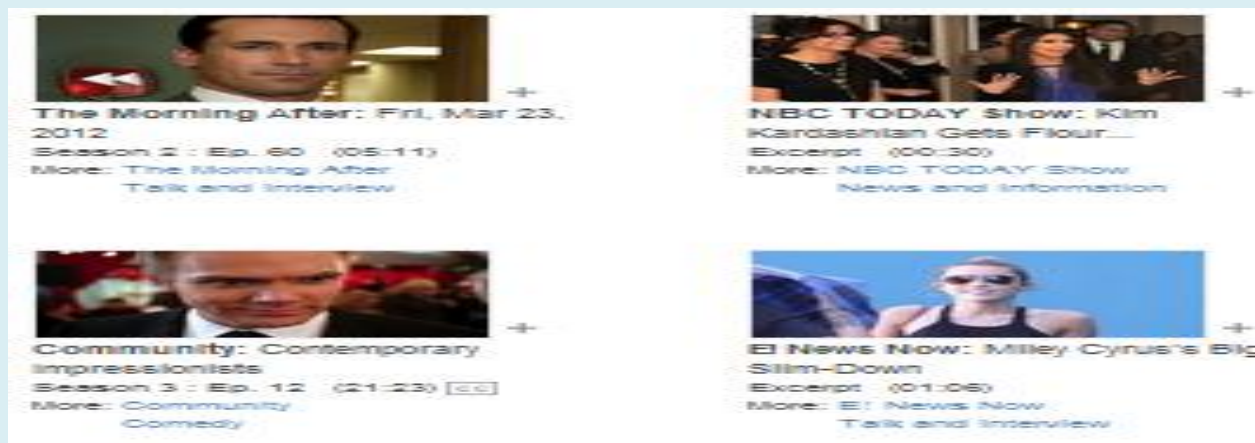 The Morning After: Fri, Mar 23,
2012
Season 2 : Ep. 60 (05:11)
More: The Morning After
Talk and Interview
NBC TODAY Show: Kim
Kardashian Gets Flour...
Excerpt (00:30)
More: NBC TODAY Show
News and Information
Community: Contemporary
Impressionists
Season 3 : Ep. 12 (21:23) cc
More: Community
Comedy
E! News Now: Miley Cyrus's Big
Slim-Down
Excerpt (01:06)
More: E! News Now
Talk and Interview